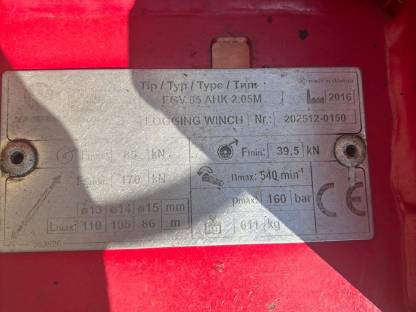 Tip / Typ / Type / Тип
EGV 85 AHK 2.05M 2016
LOGGING WINCH Nr.: 202512-0150
85 kN Fmin: 39,5 kN
170 kN nmax: 540 min-1
ø13 ø14 ø15 mm pmax: 160 bar
Lmax: 110 105 86 m 611 kg CE